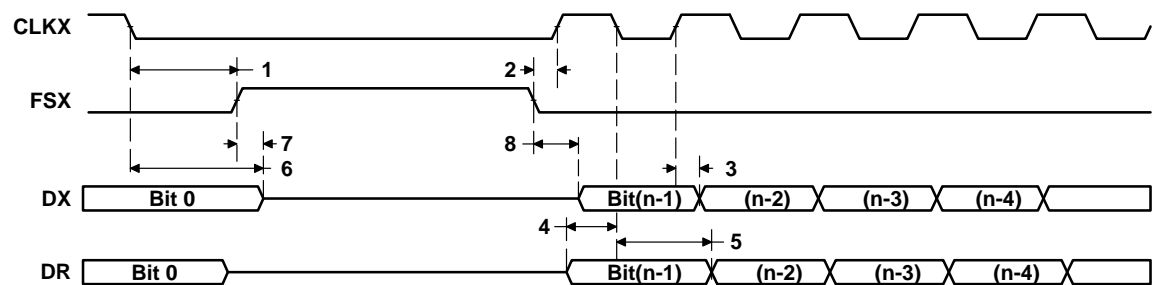 CLKX
1
2
FSX
7
8
6
3
DX
Bit 0
Bit(n-1)
(n-2)
(n-3)
(n-4)
4
5
DR
Bit 0
Bit(n-1)
(n-2)
(n-3)
(n-4)